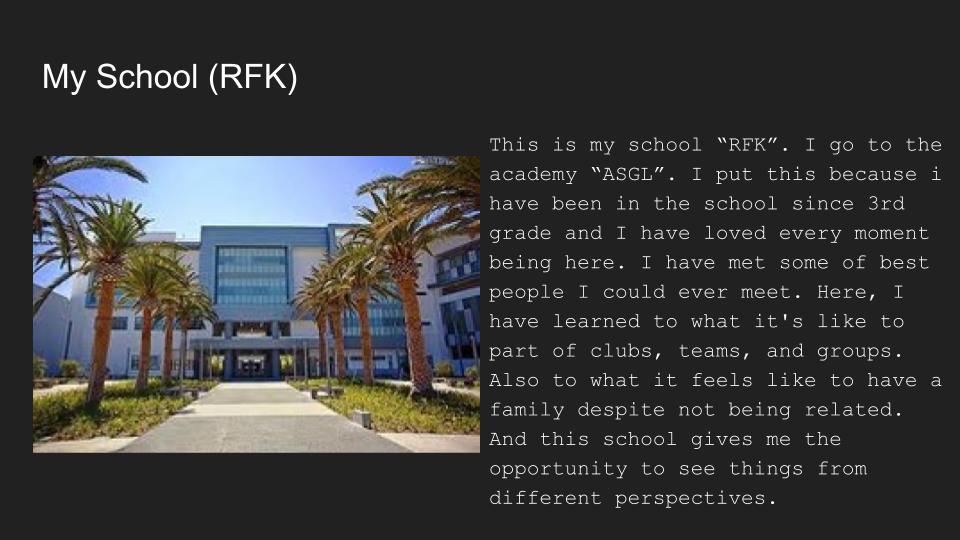 My School (RFK)
This is my school “RFK”. I go to the
academy “ASGL”. I put this because i
have been in the school since 3rd
grade and I have loved every moment
being here. I have met some of best
people I could ever meet. Here, I
have learned to what it's like to
part of clubs, teams, and groups.
Also to what it feels like to have a
family despite not being related.
And this school gives me the
opportunity to see things from
different perspectives.